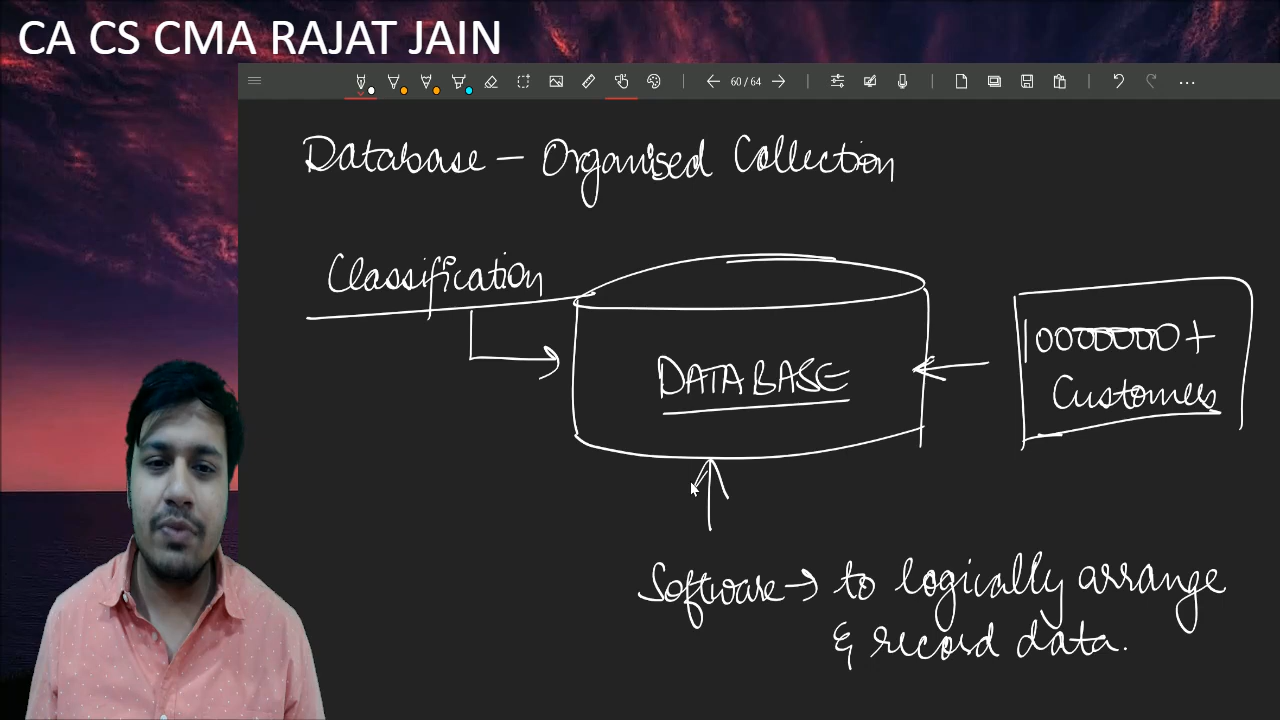 CA CS CMA RAJAT JAIN
60 / 64
Database – Organised Collection
Classification
DATABASE
10000000+
Customers
Software → to logically arrange
& record data.